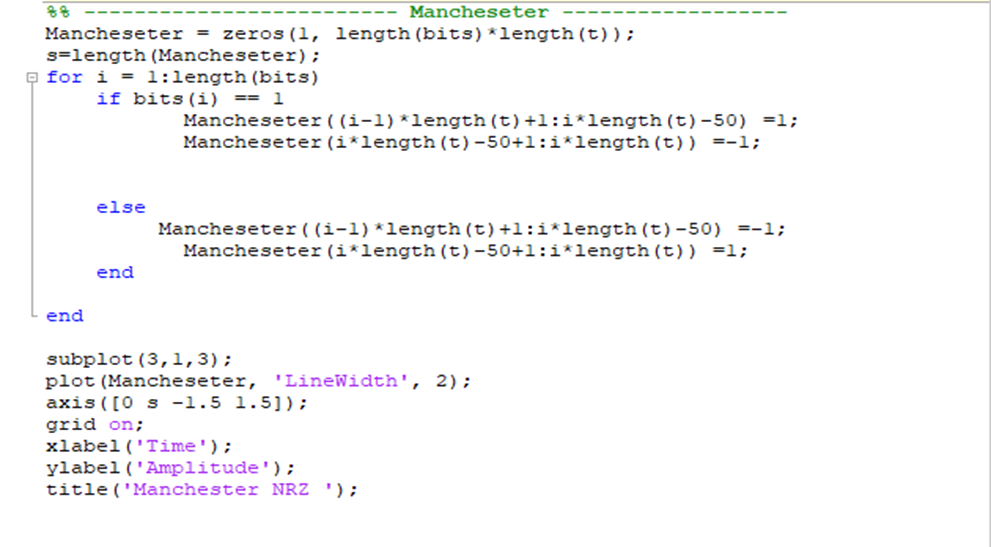 %% ------------------------- Mancheseter ------------------
Mancheseter = zeros(1, length(bits)*length(t));
s=length(Mancheseter);
for i = 1:length(bits)
if bits(i) == 1
Mancheseter((i-1)*length(t)+1:i*length(t)-50) =1;
Mancheseter(i*length(t)-50+1:i*length(t)) =-1;
else
Mancheseter((i-1)*length(t)+1:i*length(t)-50) =-1;
Mancheseter(i*length(t)-50+1:i*length(t)) =1;
end
end
subplot(3,1,3);
plot(Mancheseter, 'LineWidth', 2);
axis([0 s -1.5 1.5]);
grid on;
xlabel('Time');
ylabel('Amplitude');
title('Manchester NRZ ');